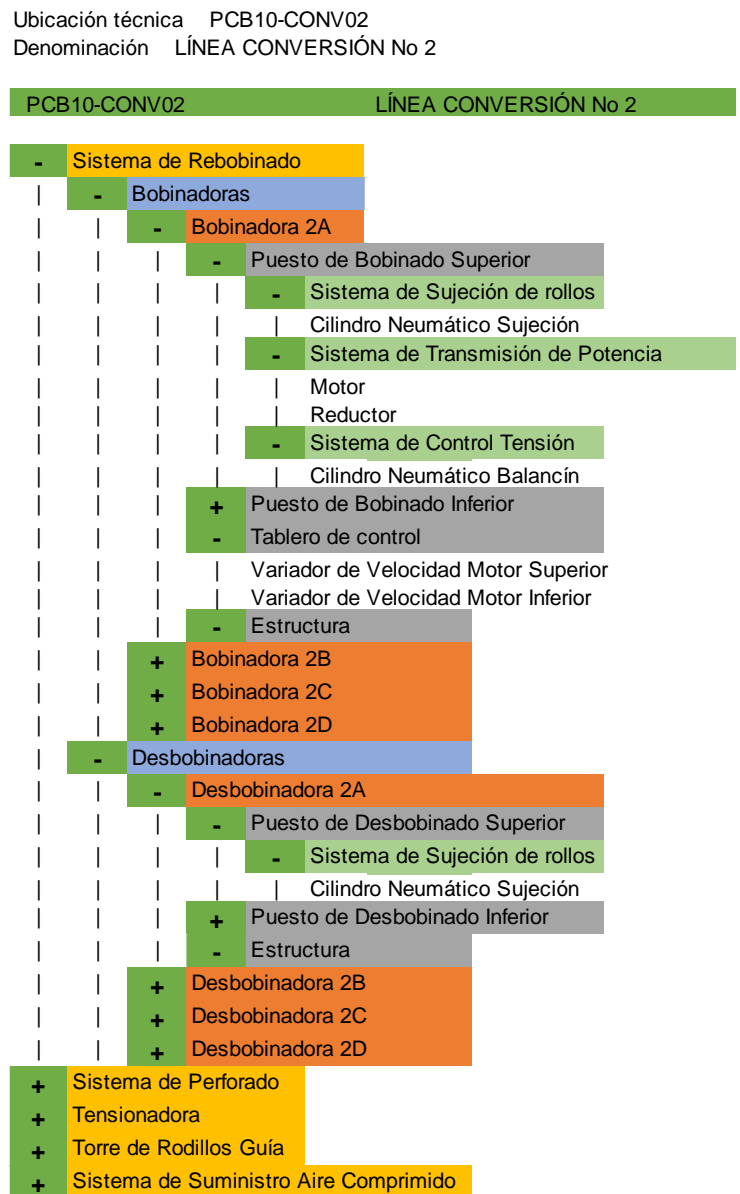 Ubicación técnica PCB10-CONV02
Denominación LÍNEA CONVERSIÓN No 2
PCB10-CONV02 LÍNEA CONVERSIÓN No 2
- Sistema de Rebobinado
| - Bobinadoras
| | - Bobinadora 2A
| | | - Puesto de Bobinado Superior
| | | | - Sistema de Sujeción de rollos
| | | | | Cilindro Neumático Sujeción
| | | | - Sistema de Transmisión de Potencia
| | | | | Motor
| | | | | Reductor
| | | | - Sistema de Control Tensión
| | | | | Cilindro Neumático Balancín
| | | + Puesto de Bobinado Inferior
| | | - Tablero de control
| | | | Variador de Velocidad Motor Superior
| | | | Variador de Velocidad Motor Inferior
| | | - Estructura
| | + Bobinadora 2B
| | + Bobinadora 2C
| | + Bobinadora 2D
| - Desbobinadoras
| | - Desbobinadora 2A
| | | - Puesto de Desbobinado Superior
| | | | - Sistema de Sujeción de rollos
| | | | | Cilindro Neumático Sujeción
| | | + Puesto de Desbobinado Inferior
| | | - Estructura
| | + Desbobinadora 2B
| | + Desbobinadora 2C
| | + Desbobinadora 2D
+ Sistema de Perforado
+ Tensionadora
+ Torre de Rodillos Guía
+ Sistema de Suministro Aire Comprimido